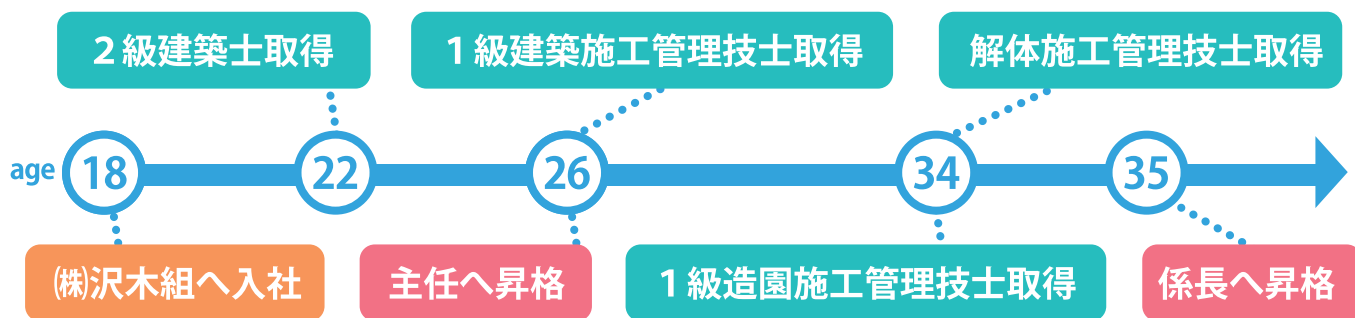 2級建築士取得
1級建築施工管理技士取得
解体施工管理技士取得
age
18
22
26
34
35
㈱沢木組へ入社
主任へ昇格
1級造園施工管理技士取得
係長へ昇格